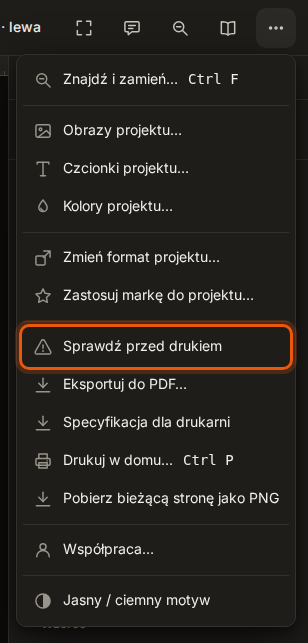 · lewa
Znajdź i zamień... Ctrl F
Obrazy projektu...
Czcionki projektu...
Kolory projektu...
Zmień format projektu...
Zastosuj markę do projektu...
Sprawdź przed drukiem
Eksportuj do PDF...
Specyfikacja dla drukarni
Drukuj w domu... Ctrl P
Pobierz bieżącą stronę jako PNG
Współpraca...
Jasny / ciemny motyw